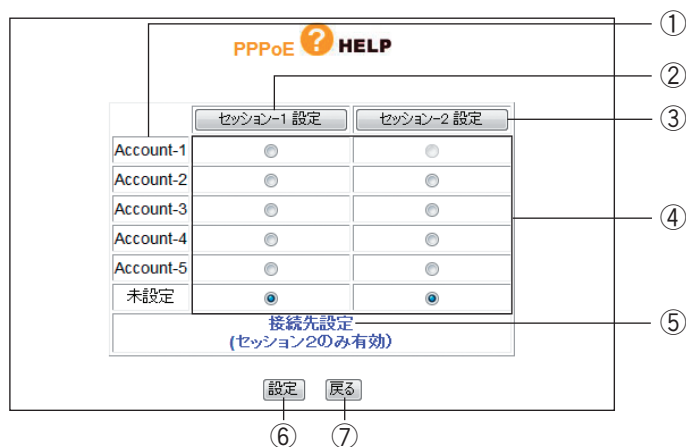 ①
PPPoE ? HELP
②
セッション-1 設定 セッション-2 設定 ③
Account-1
Account-2
Account-3
④
Account-4
Account-5
未設定
接続先設定 ⑤
(セッション2のみ有効)
設定 戻る
⑥ ⑦